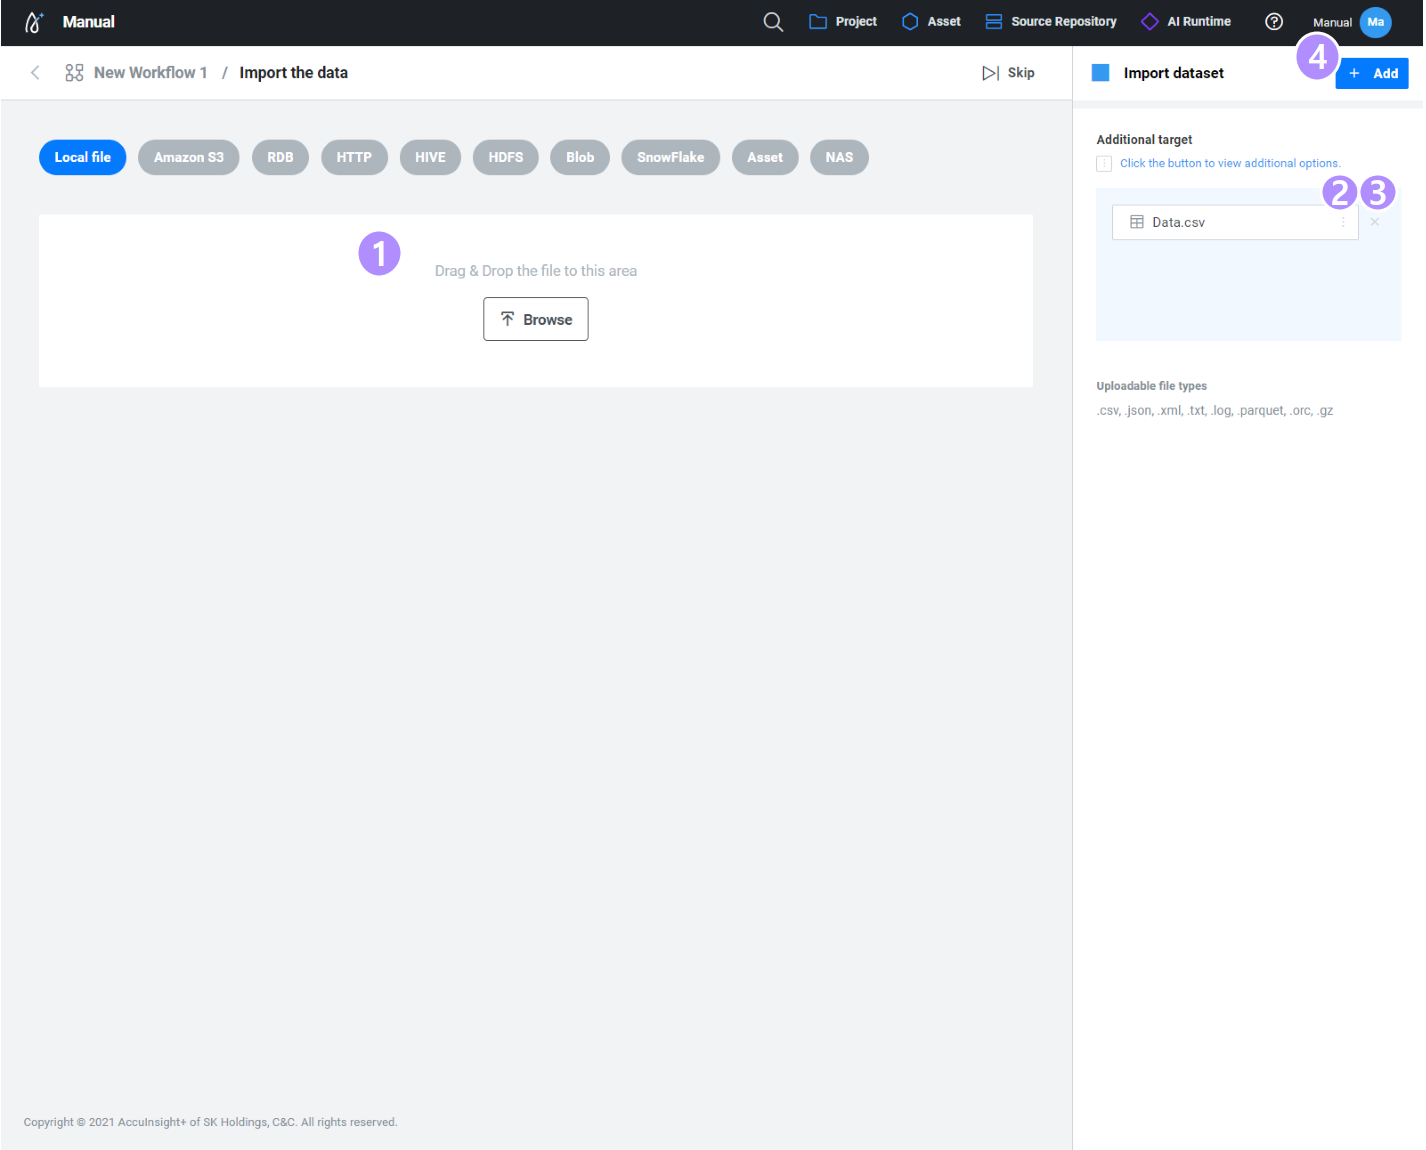 Manual
Project
Asset
Source Repository
AI Runtime
Manual
Ma
New Workflow 1 / Import the data
Skip
Import dataset
4
+ Add
Local file
Amazon S3
RDB
HTTP
HIVE
HDFS
Blob
SnowFlake
Asset
NAS
1
Drag & Drop the file to this area
Browse
Additional target
Click the button to view additional options.
2
3
Data.csv
Uploadable file types
.csv, .json, .xml, .txt, .log, .parquet, .orc, .gz
Copyright © 2021 AccuInsight+ of SK Holdings, C&C. All rights reserved.